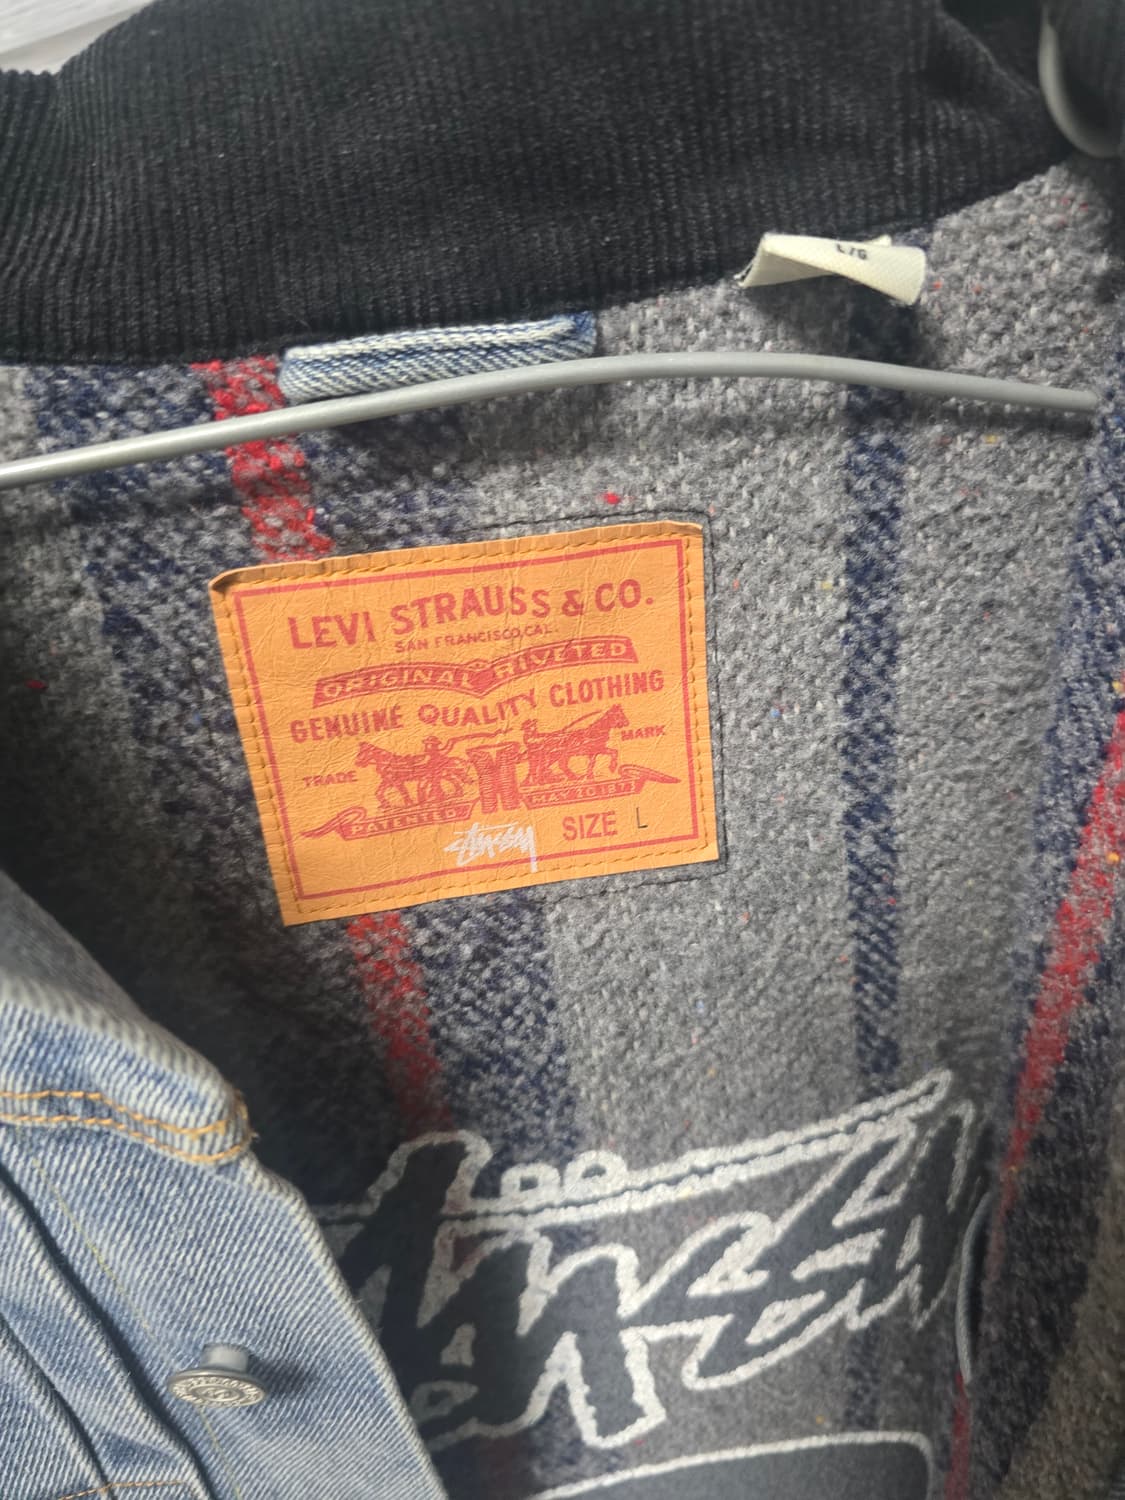 L/G
LEVI STRAUSS & CO.
SAN FRANCISCO, CAL.
ORIGINAL RIVETED
GENUINE QUALITY CLOTHING
TRADE MARK
PATENTED MAY 20 1873
Stüssy SIZE L